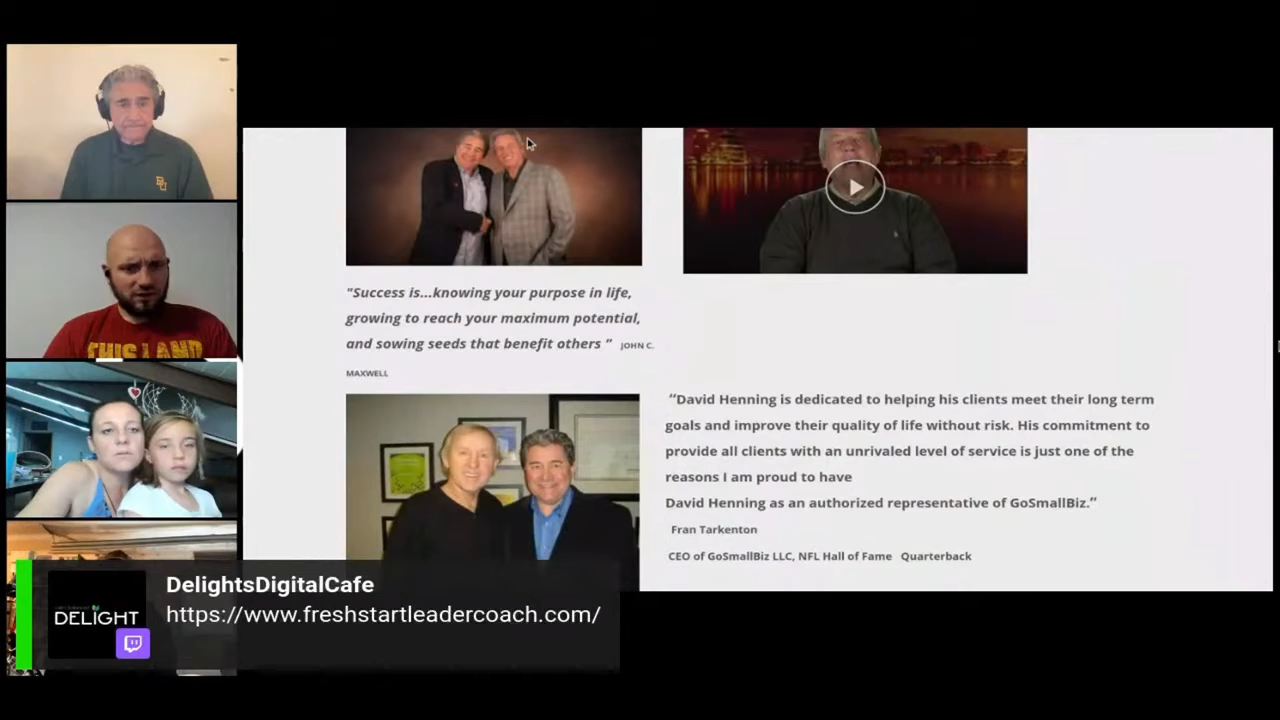 "Success is...knowing your purpose in life,
growing to reach your maximum potential,
and sowing seeds that benefit others " JOHN C.
MAXWELL
"David Henning is dedicated to helping his clients meet their long term
goals and improve their quality of life without risk. His commitment to
provide all clients with an unrivaled level of service is just one of the
reasons I am proud to have
David Henning as an authorized representative of GoSmallBiz."
Fran Tarkenton
CEO of GoSmallBiz LLC, NFL Hall of Fame Quarterback
THIS LAND
BU
DELIGHT
DelightsDigitalCafe
https://www.freshstartleadercoach.com/